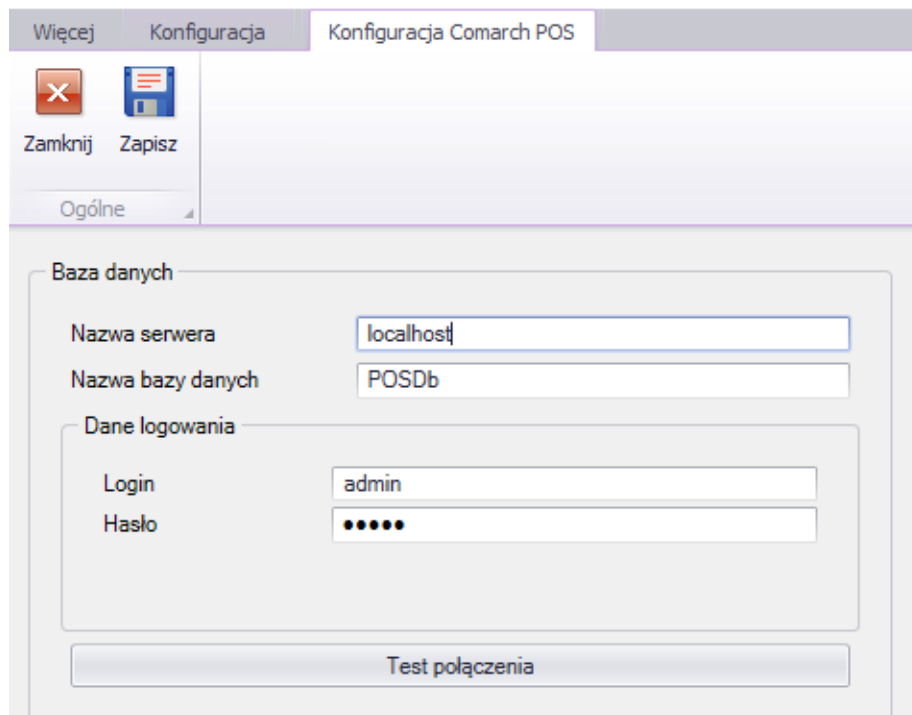 Więcej Konfiguracja Konfiguracja Comarch POS
Zamknij Zapisz
Ogólne
Baza danych
Nazwa serwera localhost
Nazwa bazy danych POSDb
Dane logowania
Login admin
Hasło •••••
Test połączenia